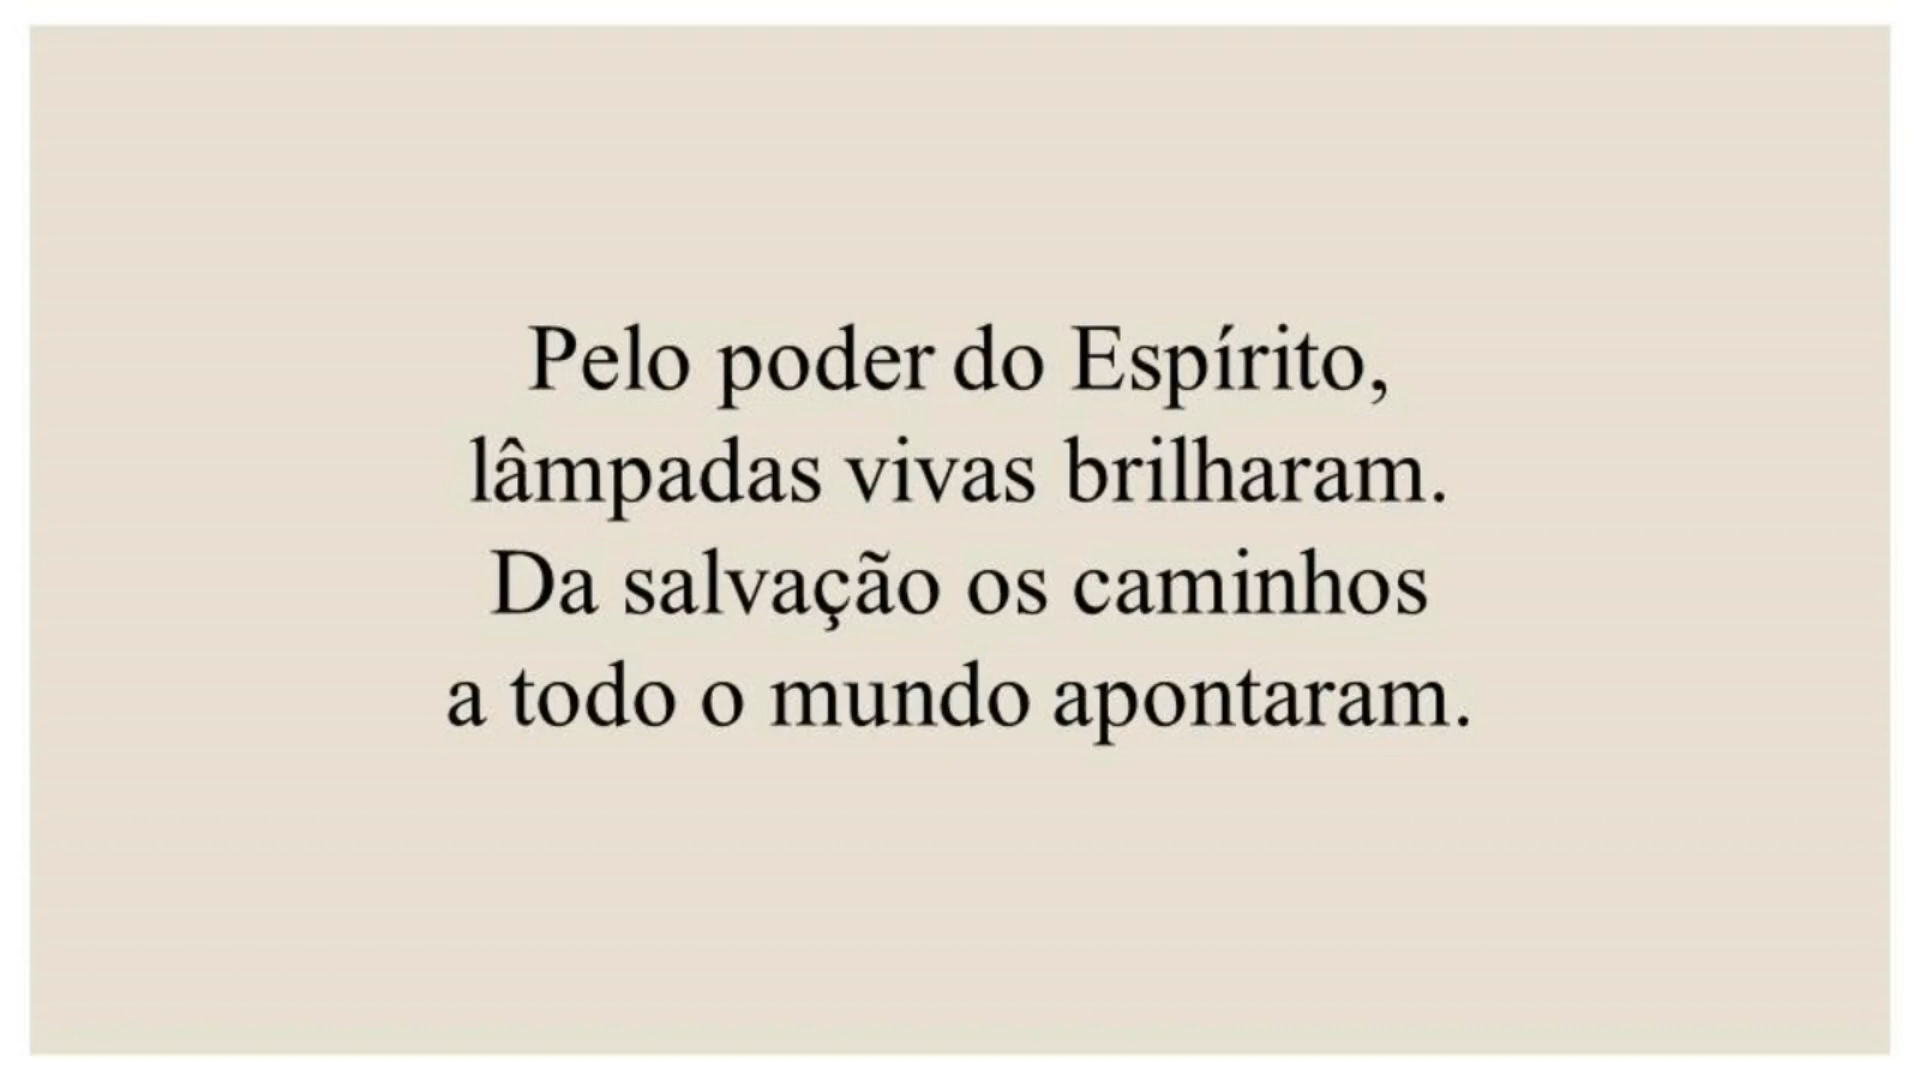 Pelo poder do Espírito,
lâmpadas vivas brilharam.
Da salvação os caminhos
a todo o mundo apontaram.